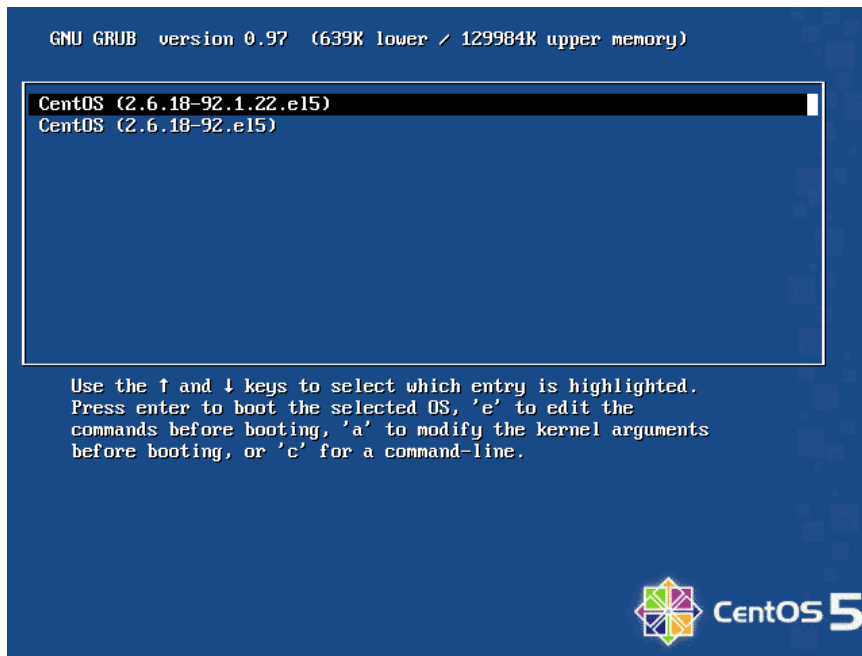 GNU GRUB  version 0.97  (639K lower / 129984K upper memory)
CentOS (2.6.18-92.1.22.el5)
CentOS (2.6.18-92.el5)
Use the ↑ and ↓ keys to select which entry is highlighted.
Press enter to boot the selected OS, 'e' to edit the
commands before booting, 'a' to modify the kernel arguments
before booting, or 'c' for a command-line.
CentOS 5